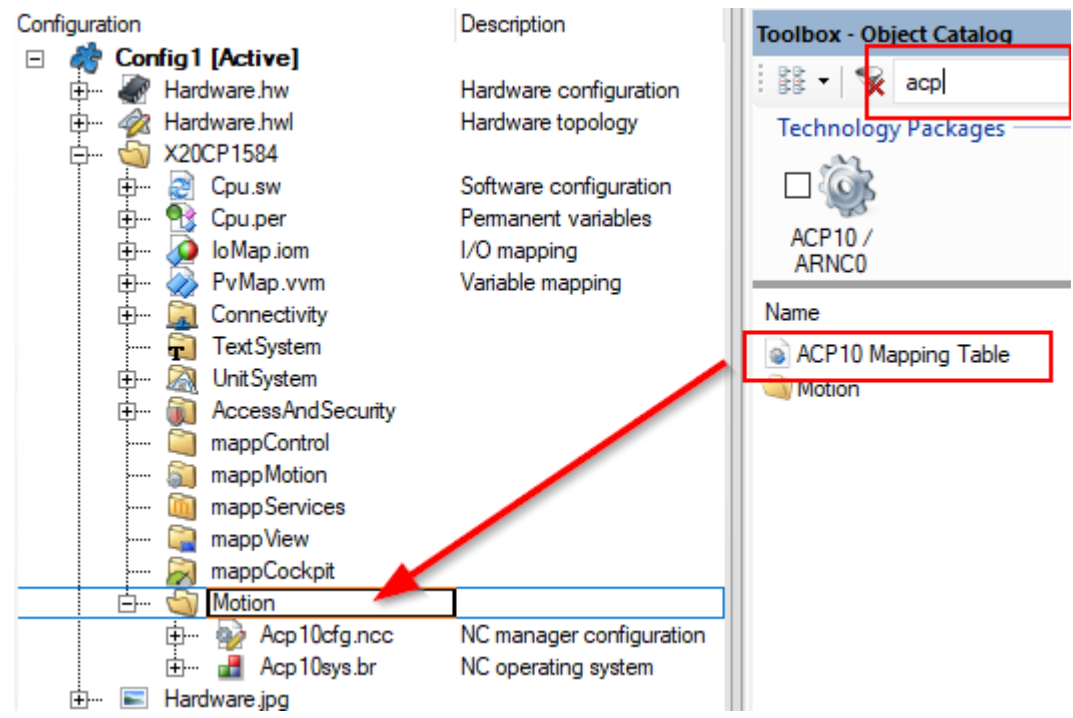 Configuration Description
Config1 [Active]
Hardware.hw Hardware configuration
Hardware.hwl Hardware topology
X20CP1584
Cpu.sw Software configuration
Cpu.per Permanent variables
IoMap.iom I/O mapping
PvMap.vvm Variable mapping
Connectivity
TextSystem
UnitSystem
AccessAndSecurity
mappControl
mappMotion
mappServices
mappView
mappCockpit
Motion
Acp10cfg.ncc NC manager configuration
Acp10sys.br NC operating system
Hardware.jpg
Toolbox - Object Catalog
acp
Technology Packages
ACP10 /
ARNC0
Name
ACP10 Mapping Table
Motion